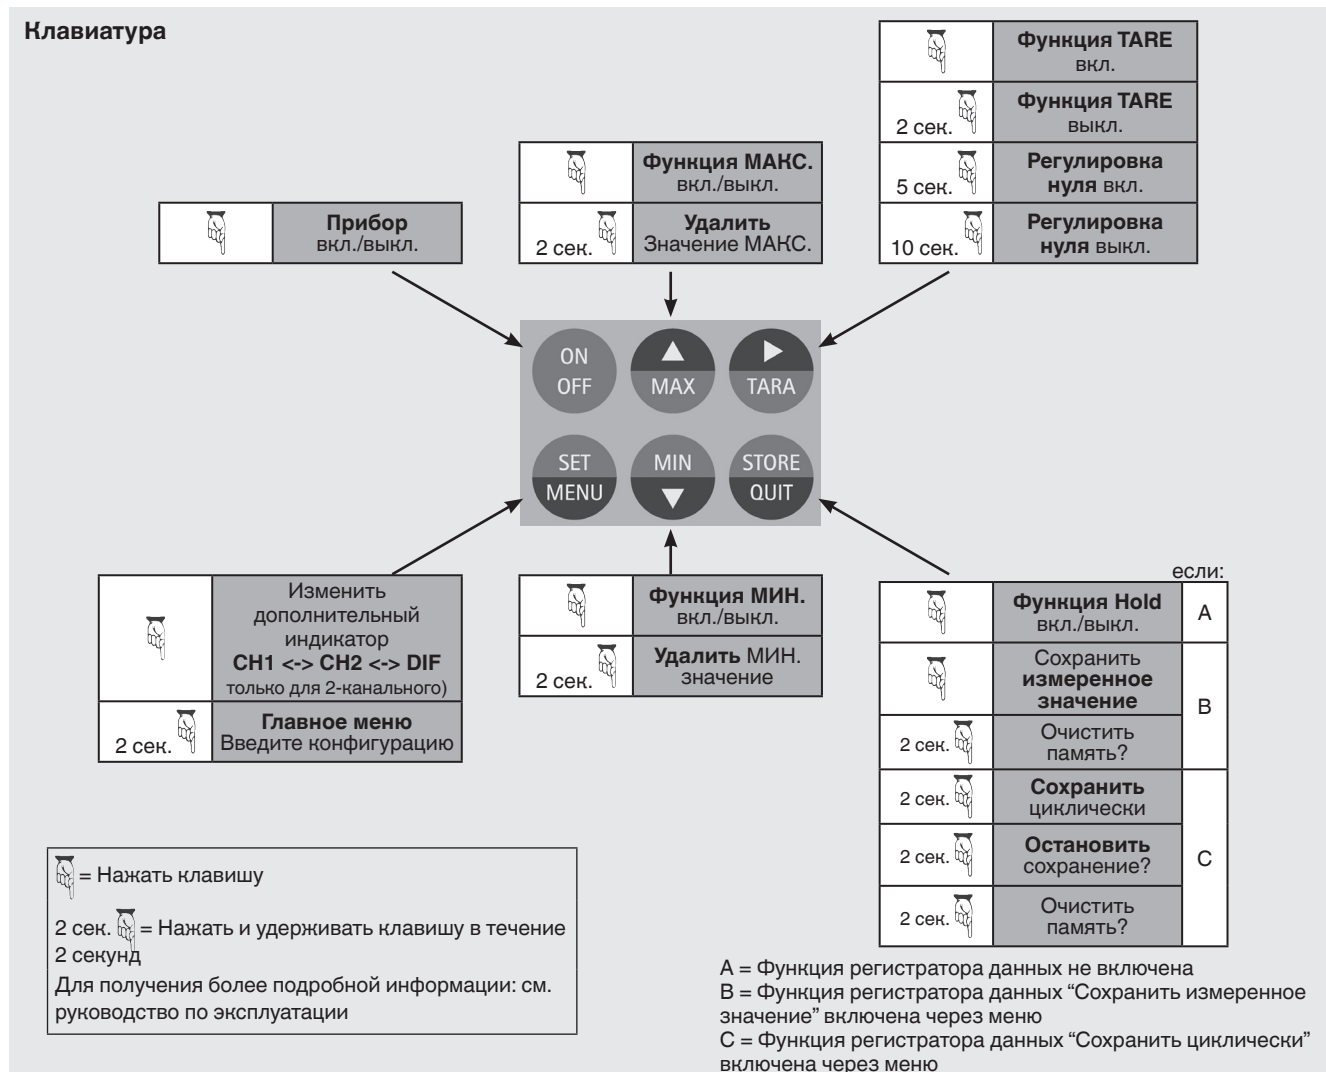 Клавиатура
Функция TARE
вкл.
2 сек.
Функция TARE
выкл.
5 сек.
Регулировка
нуля вкл.
10 сек.
Регулировка
нуля выкл.
Функция МАКС.
вкл./выкл.
2 сек.
Удалить
Значение МАКС.
Прибор
вкл./выкл.
ON
OFF
MAX
TARA
SET
MENU
MIN
STORE
QUIT
Изменить
дополнительный
индикатор
CH1 <-> CH2 <-> DIF
только для 2-канального)
2 сек.
Главное меню
Введите конфигурацию
Функция МИН.
вкл./выкл.
2 сек.
Удалить МИН.
значение
если:
Функция Hold
вкл./выкл.
A
Сохранить
измеренное
значение
B
2 сек.
Очистить
память?
2 сек.
Сохранить
циклически
2 сек.
Остановить
сохранение?
C
2 сек.
Очистить
память?
= Нажать клавишу
2 сек. = Нажать и удерживать клавишу в течение
2 секунд
Для получения более подробной информации: см.
руководство по эксплуатации
A = Функция регистратора данных не включена
B = Функция регистратора данных “Сохранить измеренное
значение” включена через меню
C = Функция регистратора данных “Сохранить циклически”
включена через меню